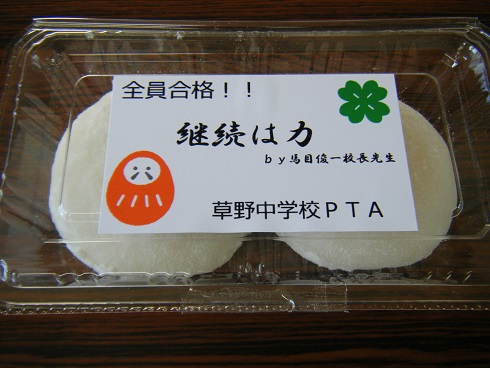 全員合格！！
継続は力
by馬目俊一校長先生
草野中学校PTA